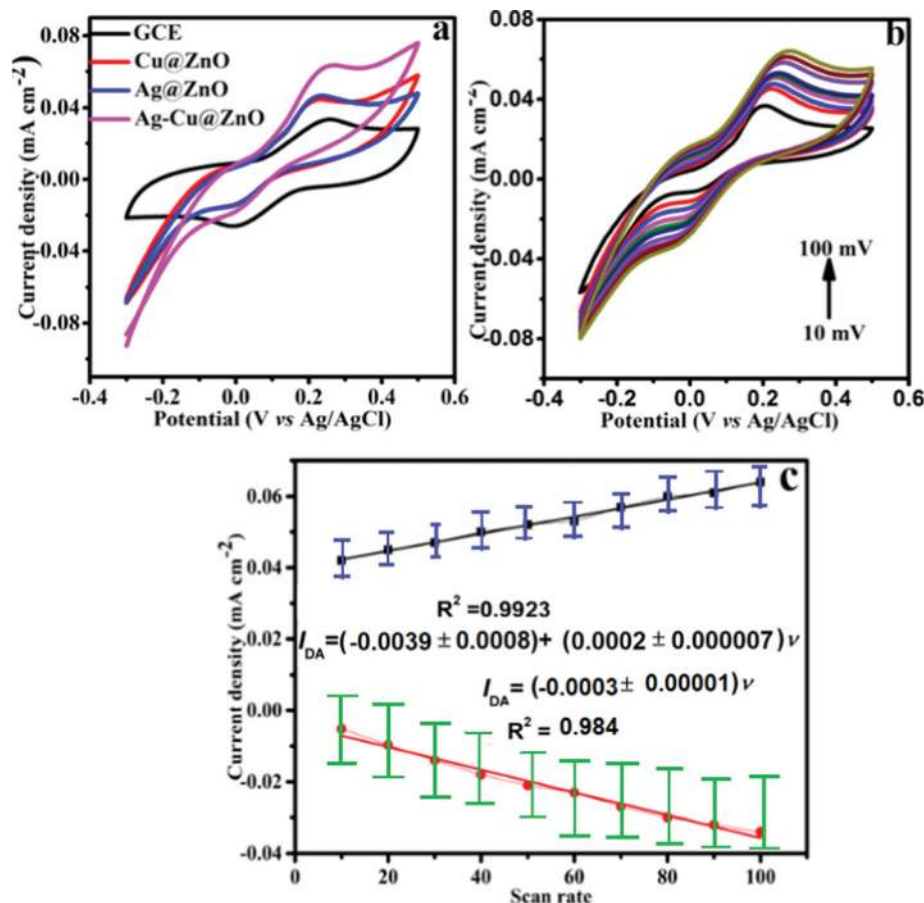 a
GCE
Cu@ZnO
Ag@ZnO
Ag-Cu@ZnO
Current density (mA cm⁻²)
0.08
0.04
0.00
-0.04
-0.08
-0.4 -0.2 0.0 0.2 0.4 0.6
Potential (V vs Ag/AgCl)
b
Current density (mA cm⁻²)
0.08
0.04
0.00
-0.04
-0.08
100 mV
10 mV
-0.4 -0.2 0.0 0.2 0.4 0.6
Potential (V vs Ag/AgCl)
c
Current density (mA cm⁻²)
0.06
0.04
0.02
0.00
-0.02
-0.04
R² =0.9923
I_DA=(-0.0039 ± 0.0008)+ (0.0002 ± 0.000007)ν
I_DA= (-0.0003± 0.00001)ν
R² = 0.984
0 20 40 60 80 100
Scan rate